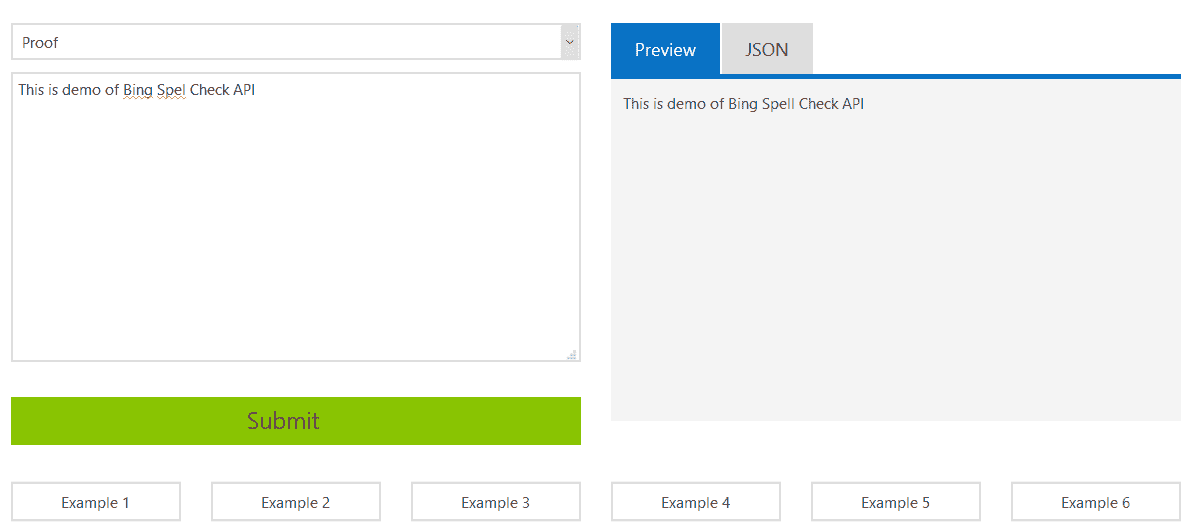 Proof
This is demo of Bing Spel Check API
Submit
Preview
JSON
This is demo of Bing Spell Check API
Example 1
Example 2
Example 3
Example 4
Example 5
Example 6